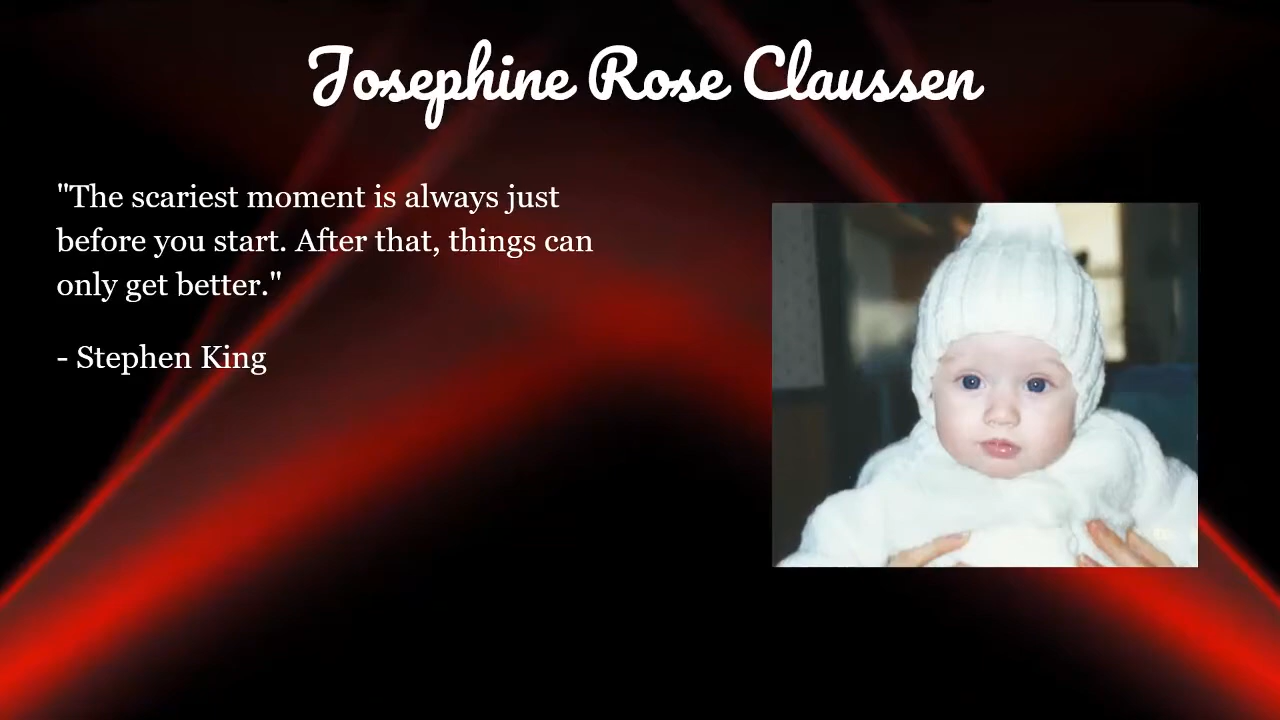 Josephine Rose Claussen
"The scariest moment is always just
before you start. After that, things can
only get better."
- Stephen King